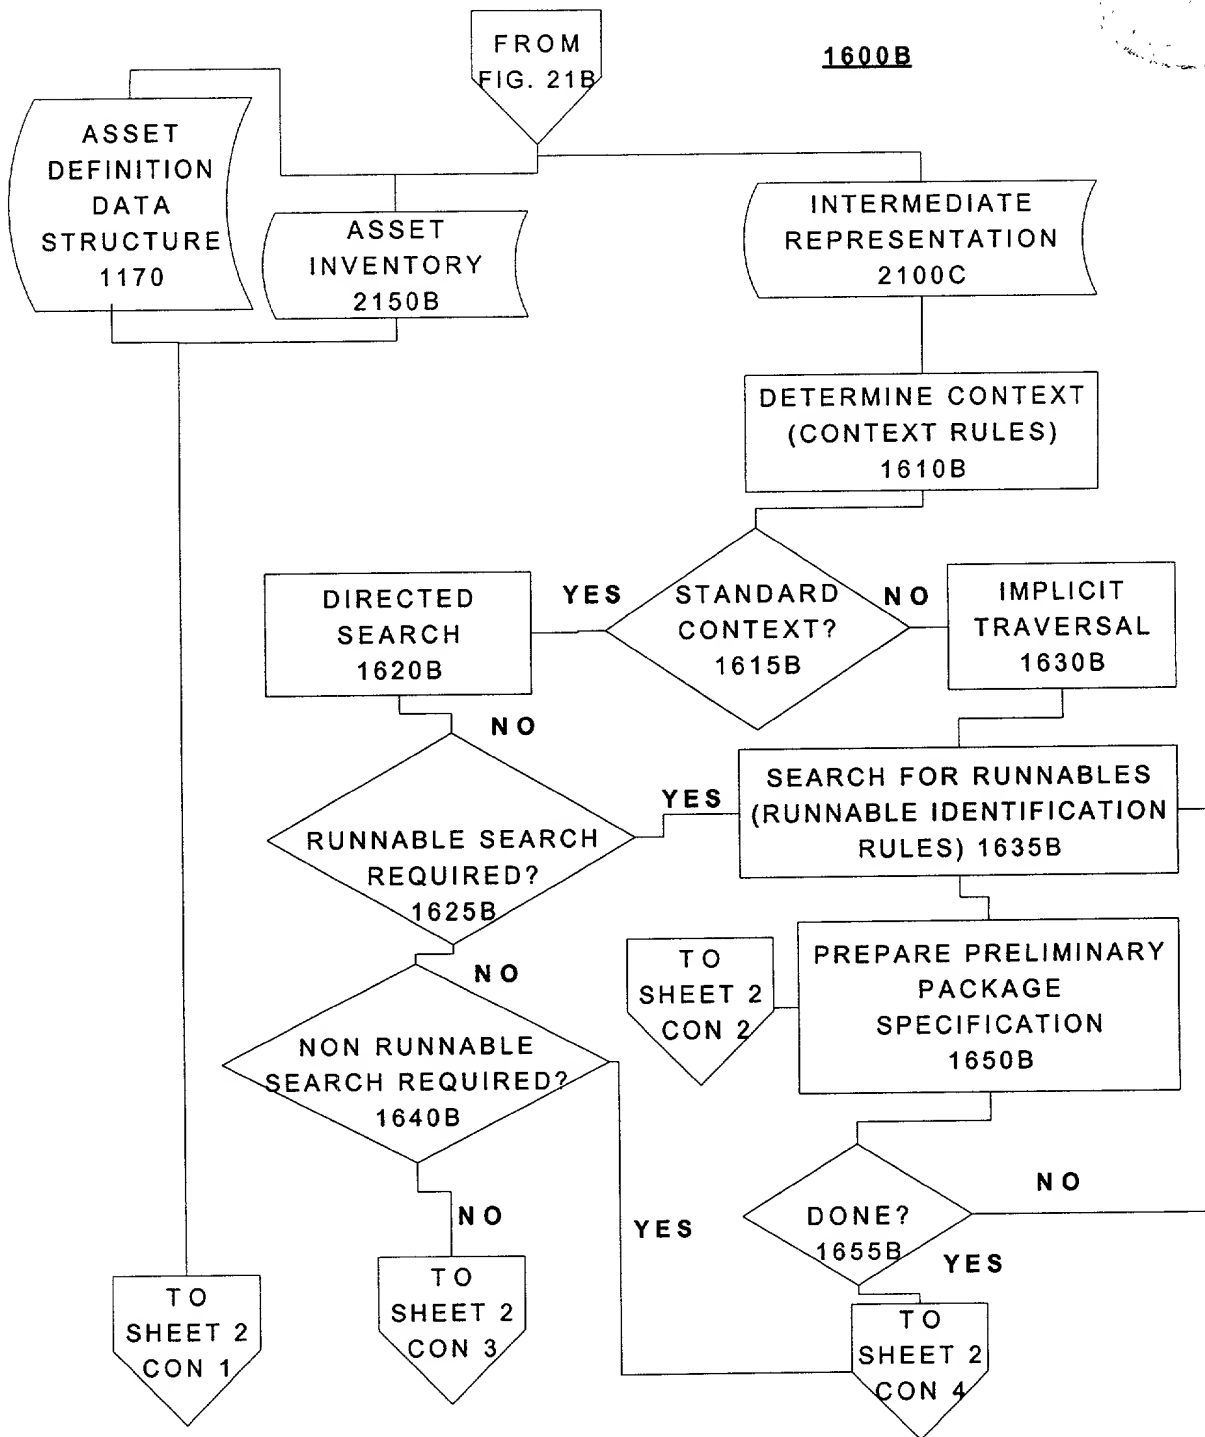 FROM
FIG. 21B
1600B
ASSET
DEFINITION
DATA
STRUCTURE
1170
ASSET
INVENTORY
2150B
INTERMEDIATE
REPRESENTATION
2100C
DETERMINE CONTEXT
(CONTEXT RULES)
1610B
DIRECTED
SEARCH
1620B
YES
STANDARD
CONTEXT?
1615B
NO
IMPLICIT
TRAVERSAL
1630B
NO
RUNNABLE SEARCH
REQUIRED?
1625B
YES
SEARCH FOR RUNNABLES
(RUNNABLE IDENTIFICATION
RULES) 1635B
NO
NON RUNNABLE
SEARCH REQUIRED?
1640B
TO
SHEET 2
CON 2
PREPARE PRELIMINARY
PACKAGE
SPECIFICATION
1650B
NO
YES
DONE?
1655B
NO
YES
TO
SHEET 2
CON 1
TO
SHEET 2
CON 3
TO
SHEET 2
CON 4